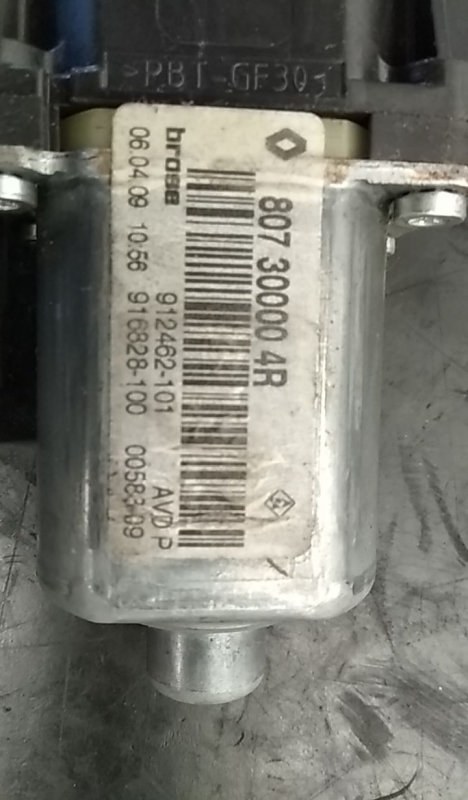 >PBT-GF30<
807 30000 4R
brose
912462-101 AVD P
06.04.09 10:56 916828-100 00583-09